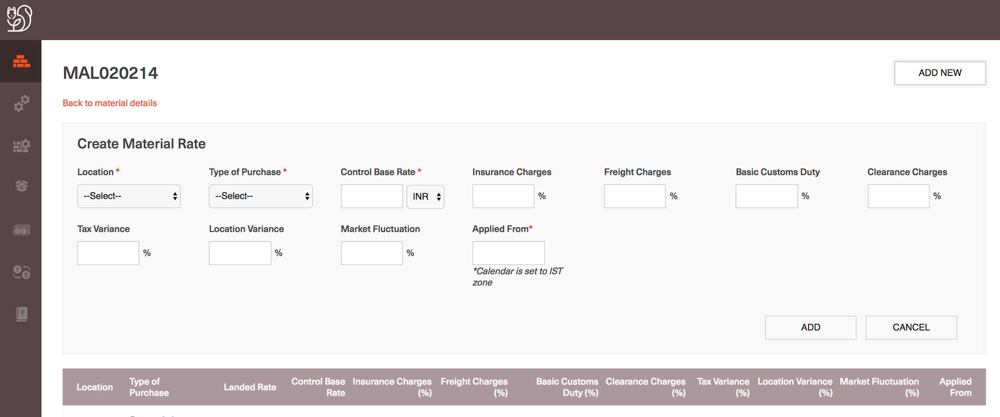 MAL020214
ADD NEW
Back to material details
Create Material Rate
Location * Type of Purchase * Control Base Rate * Insurance Charges Freight Charges Basic Customs Duty Clearance Charges
--Select-- --Select-- INR % % % %
Tax Variance Location Variance Market Fluctuation Applied From*
% % %
*Calendar is set to IST
zone
ADD CANCEL
Location Type of Purchase Landed Rate Control Base Rate Insurance Charges (%) Freight Charges (%) Basic Customs Duty (%) Clearance Charges (%) Tax Variance (%) Location Variance (%) Market Fluctuation (%) Applied From